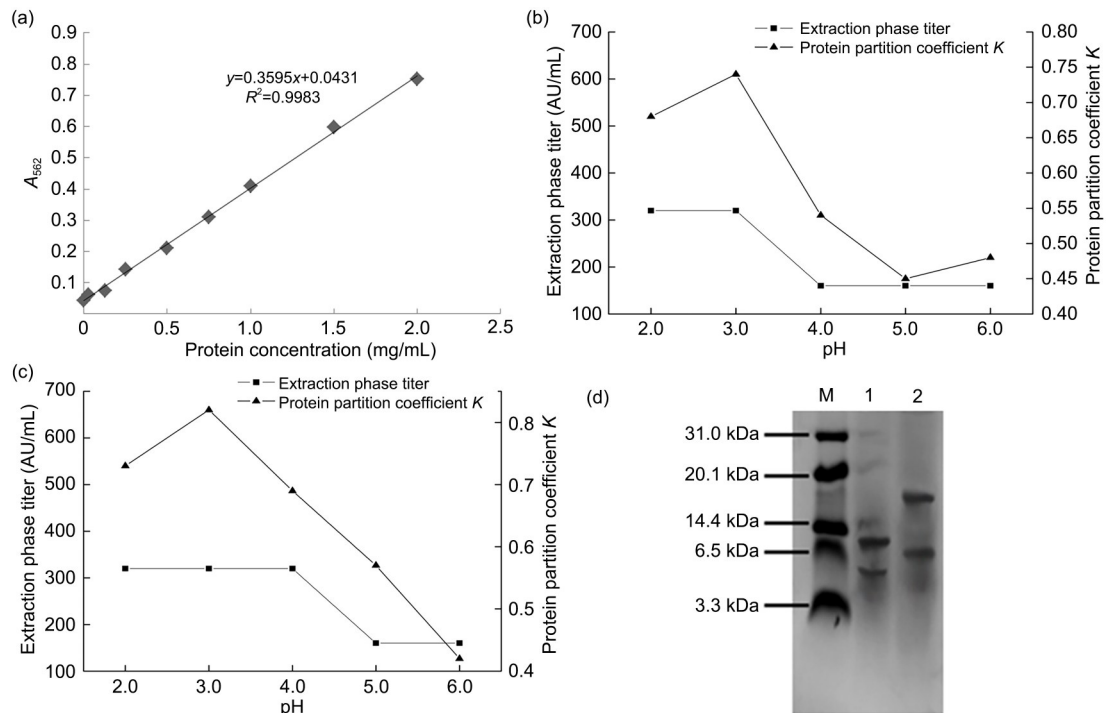 (a)
0.9
0.8
0.7
0.6
0.5
0.4
0.3
0.2
0.1
A562
y=0.3595x+0.0431
R²=0.9983
0 0.5 1.0 1.5 2.0 2.5
Protein concentration (mg/mL)
(b)
Extraction phase titer
Protein partition coefficient K
700
600
500
400
300
200
100
Extraction phase titer (AU/mL)
0.80
0.75
0.70
0.65
0.60
0.55
0.50
0.45
0.40
Protein partition coefficient K
2.0 3.0 4.0 5.0 6.0
pH
(c)
Extraction phase titer
Protein partition coefficient K
700
600
500
400
300
200
100
Extraction phase titer (AU/mL)
0.8
0.7
0.6
0.5
0.4
Protein partition coefficient K
2.0 3.0 4.0 5.0 6.0
pH
(d)
M 1 2
31.0 kDa
20.1 kDa
14.4 kDa
6.5 kDa
3.3 kDa